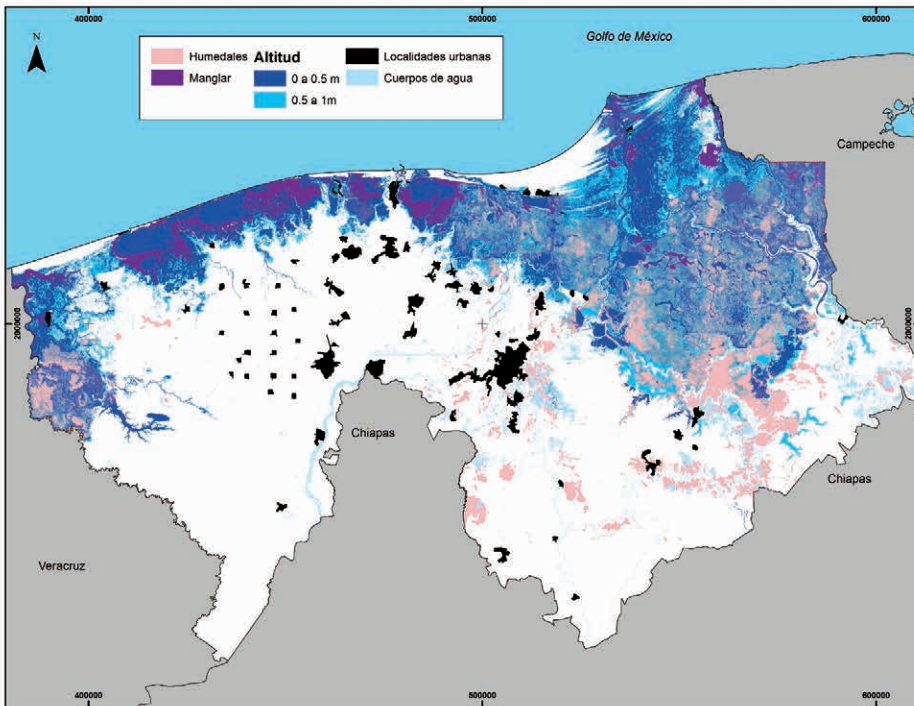 400000
500000
600000
N
Golfo de México
Humedales
Manglar
Altitud
0 a 0.5 m
0.5 a 1m
Localidades urbanas
Cuerpos de agua
Campeche
2000000
2000000
Chiapas
Chiapas
Veracruz
400000
500000
600000